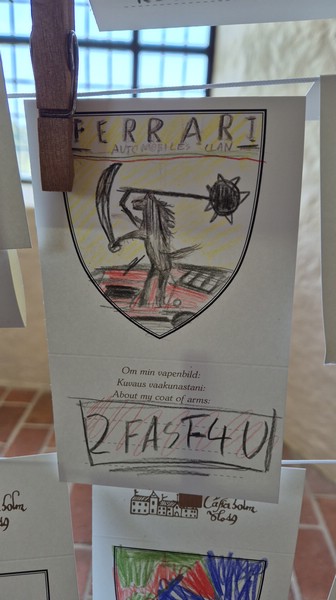 FERRARI
AUTOMOBILES CLAN
Om min vapenbild:
Kuvaus vaakunastani:
About my coat of arms:
2 FAST 4 U